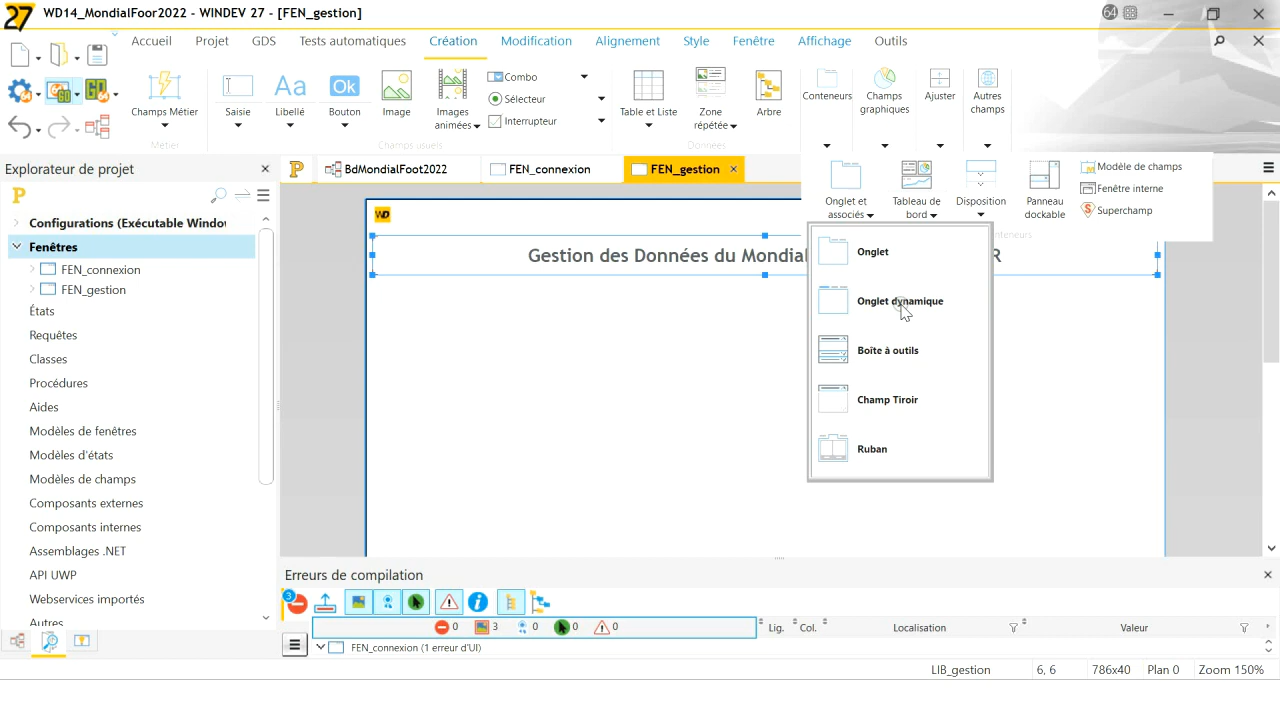 27 WD14_MondialFoor2022 - WINDEV 27 - [FEN_gestion]
64
Accueil Projet GDS Tests automatiques Création Modification Alignement Style Fenêtre Affichage Outils
Champs Métier
Métier
Saisie
Aa
Libellé
Ok
Bouton
Image
Images
animées
Combo
Sélecteur
Interrupteur
Champs usuels
Table et Liste
Zone
répétée
Arbre
Données
Conteneurs
Champs
graphiques
Ajuster
Autres
champs
GO
GO
Explorateur de projet
BdMondialFoot2022
FEN_connexion
FEN_gestion
Onglet et
associés
Tableau de
bord
Disposition
Panneau
dockable
Modèle de champs
Fenêtre interne
Superchamp
nteneurs
Configurations (Exécutable Windo
Fenêtres
FEN_connexion
FEN_gestion
États
Requêtes
Classes
Procédures
Aides
Modèles de fenêtres
Modèles d'états
Modèles de champs
Composants externes
Composants internes
Assemblages .NET
API UWP
Webservices importés
Autres
WD
Gestion des Données du Mondial
R
Onglet
Onglet dynamique
Boîte à outils
Champ Tiroir
Ruban
Erreurs de compilation
3
0 3 0 0 0
Lig. Col. Localisation Valeur
FEN_connexion (1 erreur d'UI)
LIB_gestion 6, 6 786x40 Plan 0 Zoom 150%